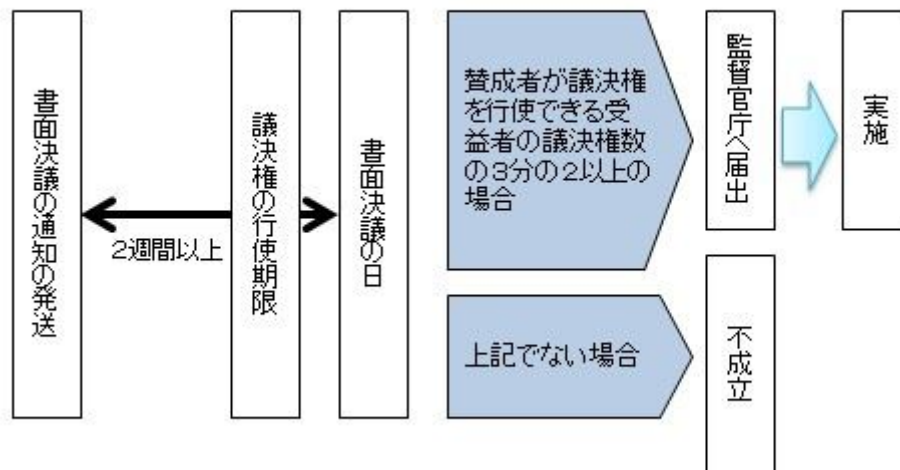 書面決議の通知の発送
2週間以上
議決権の行使期限
書面決議の日
賛成者が議決権
を行使できる受
益者の議決権数
の3分の2以上の
場合
監督官庁へ届出
実施
上記でない場合
不成立